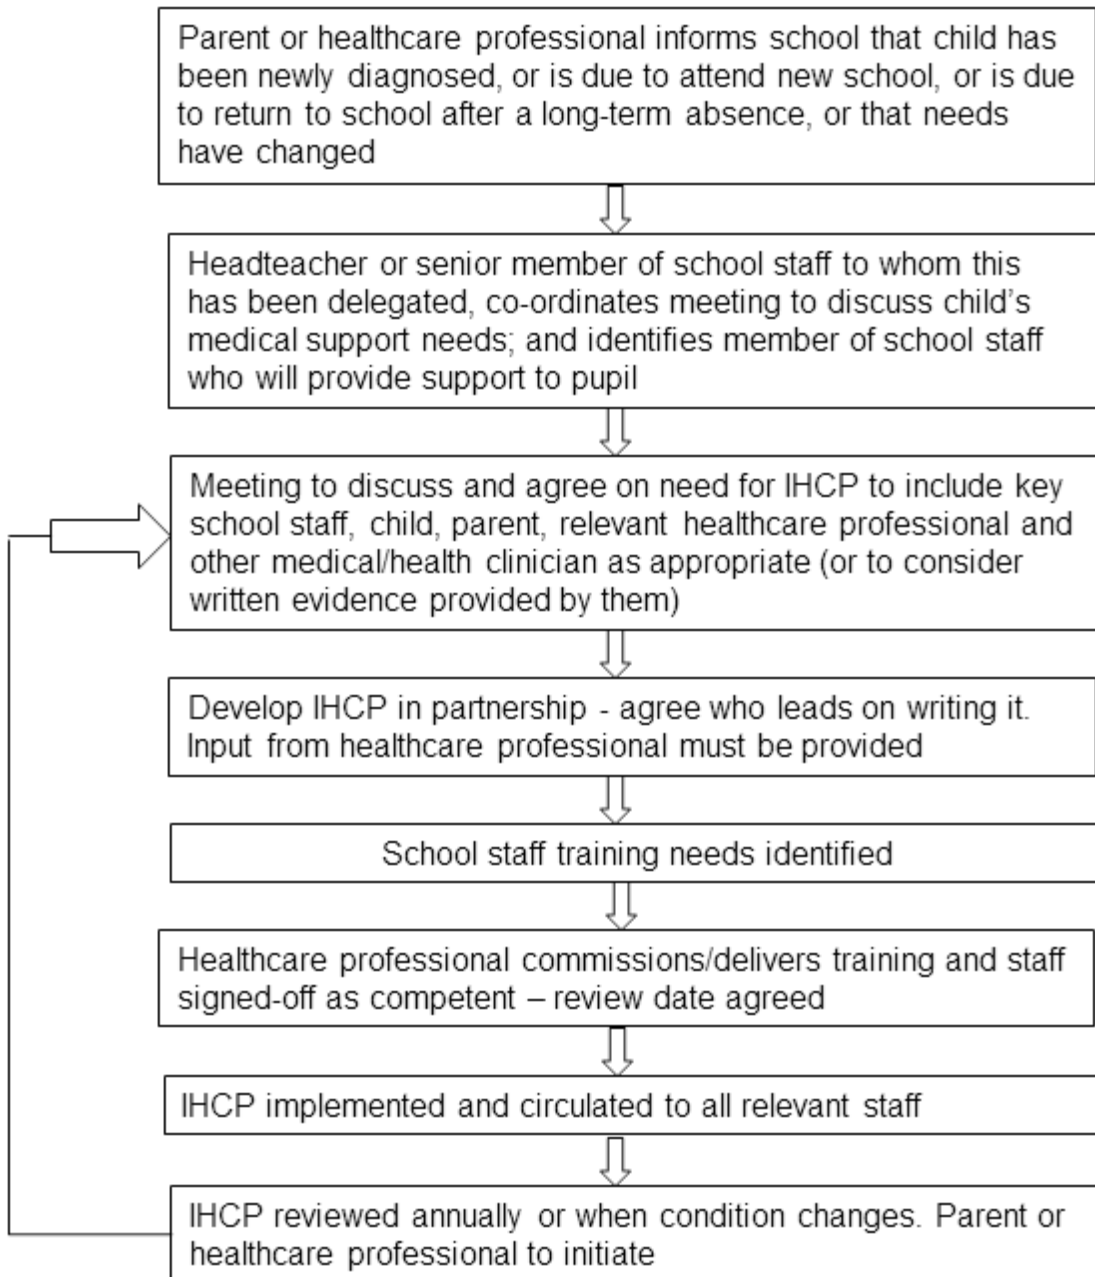 Parent or healthcare professional informs school that child has
been newly diagnosed, or is due to attend new school, or is due
to return to school after a long-term absence, or that needs
have changed
Headteacher or senior member of school staff to whom this
has been delegated, co-ordinates meeting to discuss child's
medical support needs; and identifies member of school staff
who will provide support to pupil
Meeting to discuss and agree on need for IHCP to include key
school staff, child, parent, relevant healthcare professional and
other medical/health clinician as appropriate (or to consider
written evidence provided by them)
Develop IHCP in partnership - agree who leads on writing it.
Input from healthcare professional must be provided
School staff training needs identified
Healthcare professional commissions/delivers training and staff
signed-off as competent – review date agreed
IHCP implemented and circulated to all relevant staff
IHCP reviewed annually or when condition changes. Parent or
healthcare professional to initiate